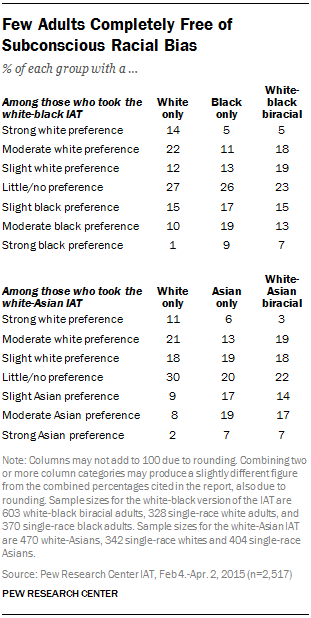 Few Adults Completely Free of
Subconscious Racial Bias
% of each group with a ...
Among those who took the white-black IAT White only Black only White-black biracial
Strong white preference 14 5 5
Moderate white preference 22 11 18
Slight white preference 12 13 19
Little/no preference 27 26 23
Slight black preference 15 17 15
Moderate black preference 10 19 13
Strong black preference 1 9 7
Among those who took the white-Asian IAT White only Asian only White-Asian biracial
Strong white preference 11 6 3
Moderate white preference 21 13 19
Slight white preference 18 19 18
Little/no preference 30 20 22
Slight Asian preference 9 17 14
Moderate Asian preference 8 19 17
Strong Asian preference 2 7 7
Note: Columns may not add to 100 due to rounding. Combining two
or more column categories may produce a slightly different figure
from the combined percentages cited in the report, also due to
rounding. Sample sizes for the white-black version of the IAT are
603 white-black biracial adults, 328 single-race white adults, and
370 single-race black adults. Sample sizes for the white-Asian IAT
are 470 white-Asians, 342 single-race whites and 404 single-race
Asians.
Source: Pew Research Center IAT, Feb 4.-Apr. 2, 2015 (n=2,517)
PEW RESEARCH CENTER